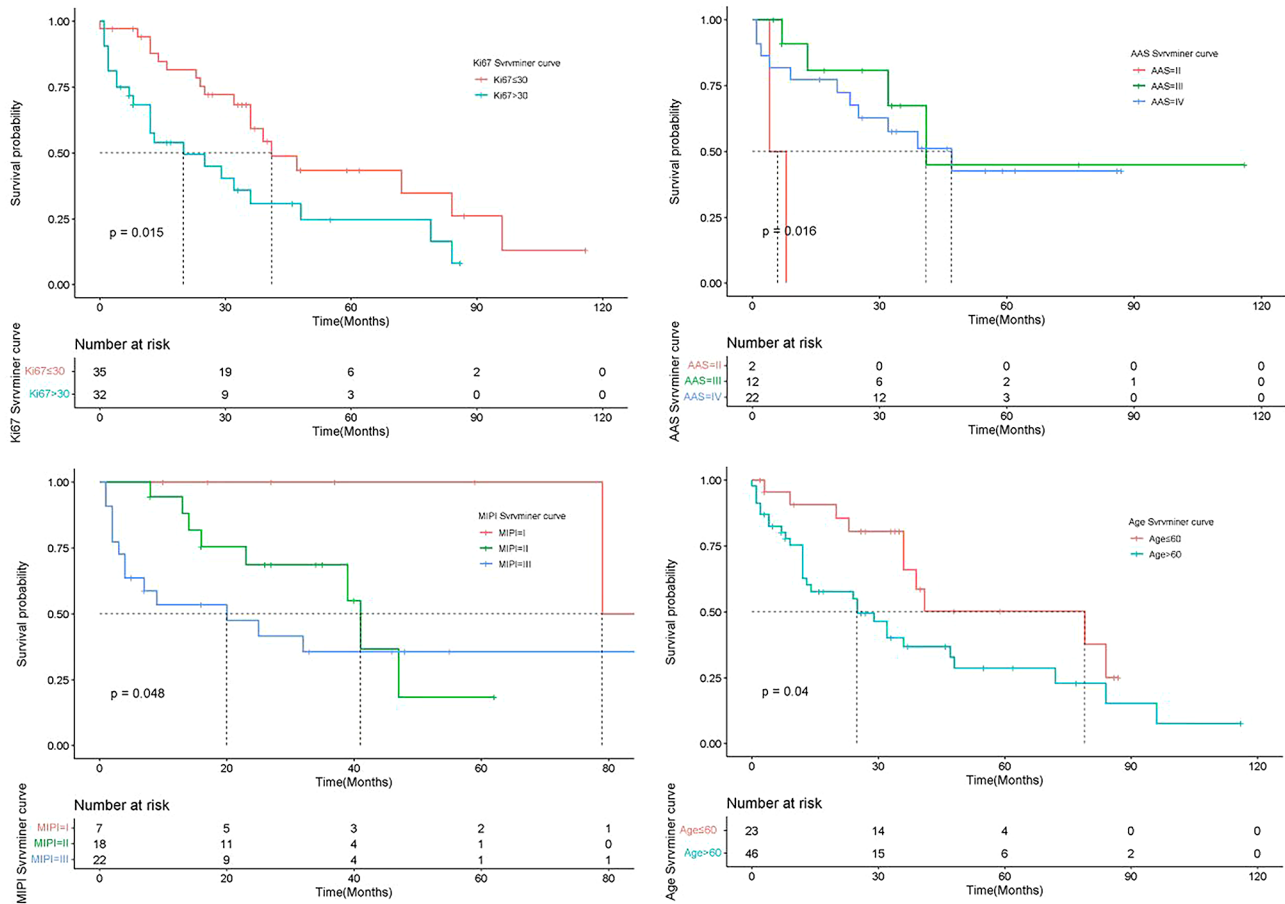 Ki67 Svrvminer curve
Ki67≤30
Ki67>30
Survival probability
1.00
0.75
0.50
0.25
0.00
p = 0.015
0 30 60 90 120
Time(Months)
Number at risk
Ki67 Svrvminer curve
Ki67≤30 35 19 6 2 0
Ki67>30 32 9 3 0 0
0 30 60 90 120
Time(Months)
AAS Svrvminer curve
AAS=II
AAS=III
AAS=IV
Survival probability
1.00
0.75
0.50
0.25
0.00
p = 0.016
0 30 60 90 120
Time(Months)
Number at risk
AAS Svrvminer curve
AAS=II 2 0 0 0 0
AAS=III 12 6 2 1 0
AAS=IV 22 12 3 0 0
0 30 60 90 120
Time(Months)
MIPI Svrvminer curve
MIPI=I
MIPI=II
MIPI=III
Survival probability
1.00
0.75
0.50
0.25
0.00
p = 0.048
0 20 40 60 80
Time(Months)
Number at risk
MIPI Svrvminer curve
MIPI=I 7 5 3 2 1
MIPI=II 18 11 4 1 0
MIPI=III 22 9 4 1 1
0 20 40 60 80
Time(Months)
Age Svrvminer curve
Age≤60
Age>60
Survival probability
1.00
0.75
0.50
0.25
0.00
p = 0.04
0 30 60 90 120
Time(Months)
Number at risk
Age Svrvminer curve
Age≤60 23 14 4 0 0
Age>60 46 15 6 2 0
0 30 60 90 120
Time(Months)